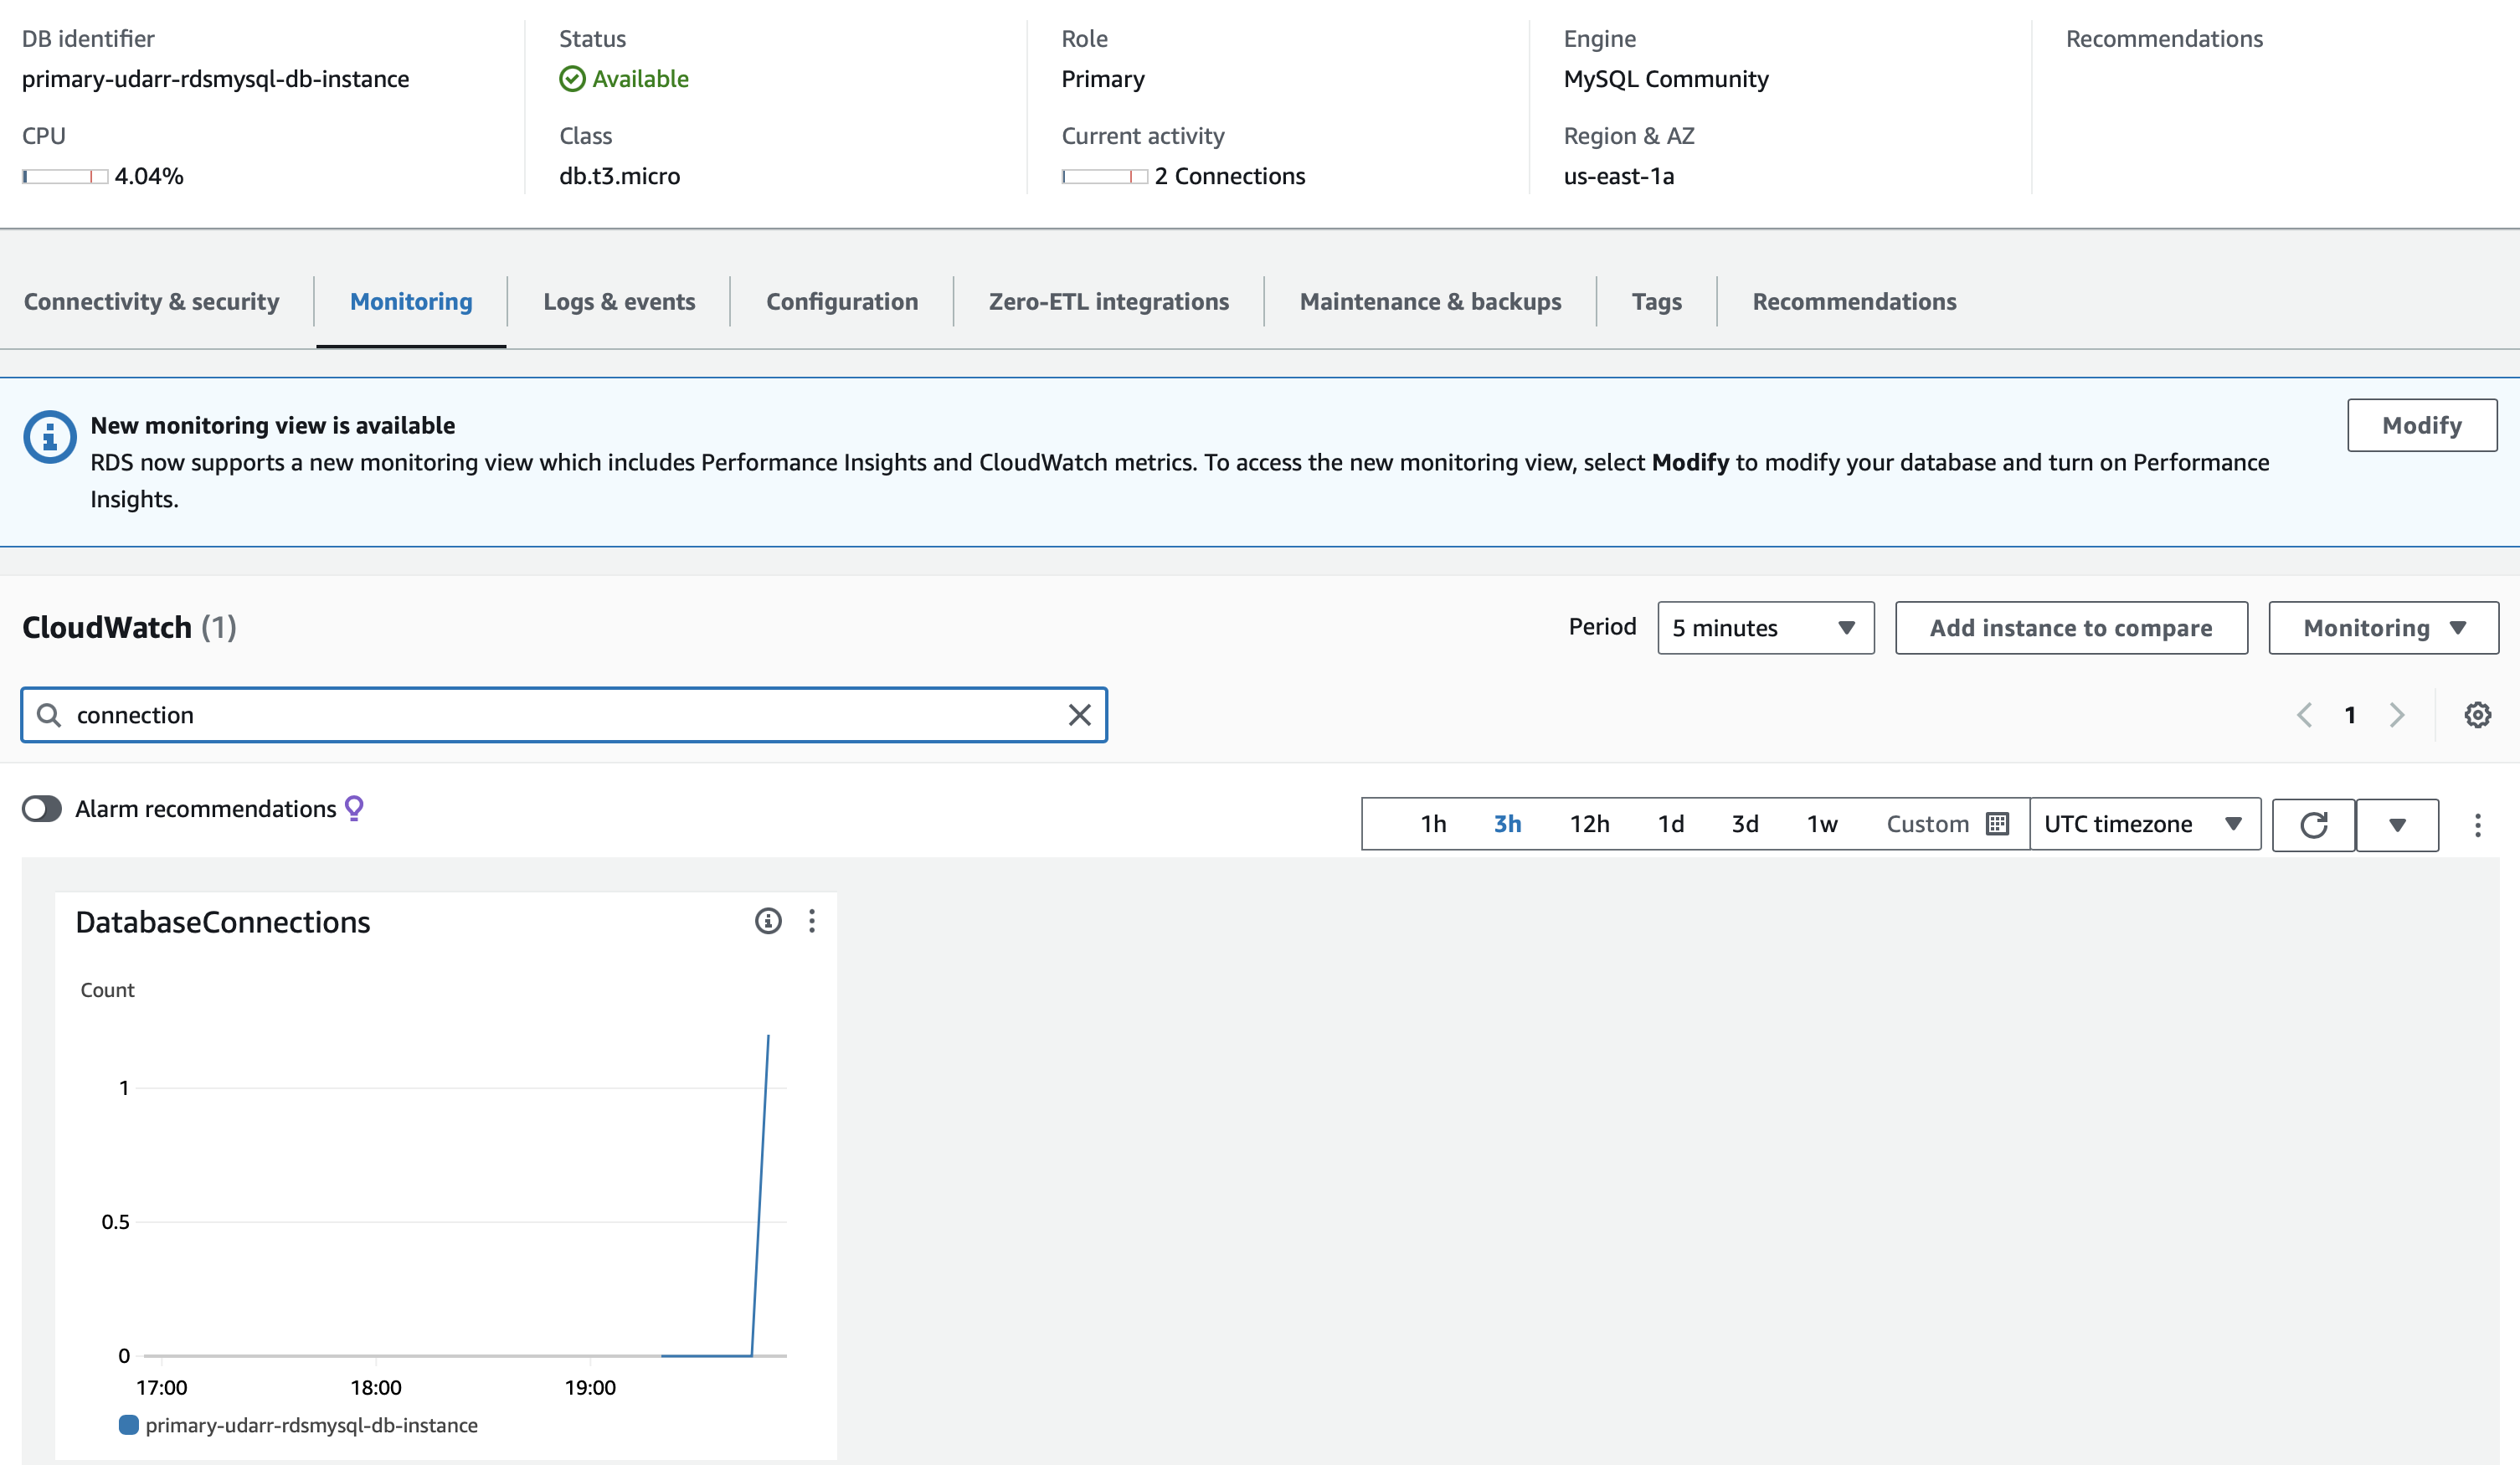 DB identifier
primary-udarr-rdsmysql-db-instance
Status
Available
Role
Primary
Engine
MySQL Community
Recommendations
CPU
4.04%
Class
db.t3.micro
Current activity
2 Connections
Region & AZ
us-east-1a
Connectivity & security
Monitoring
Logs & events
Configuration
Zero-ETL integrations
Maintenance & backups
Tags
Recommendations
New monitoring view is available
Modify
RDS now supports a new monitoring view which includes Performance Insights and CloudWatch metrics. To access the new monitoring view, select Modify to modify your database and turn on Performance
Insights.
CloudWatch (1)
Period
5 minutes
Add instance to compare
Monitoring
connection
1
Alarm recommendations
1h
3h
12h
1d
3d
1w
Custom
UTC timezone
DatabaseConnections
Count
1
0.5
0
17:00
18:00
19:00
primary-udarr-rdsmysql-db-instance